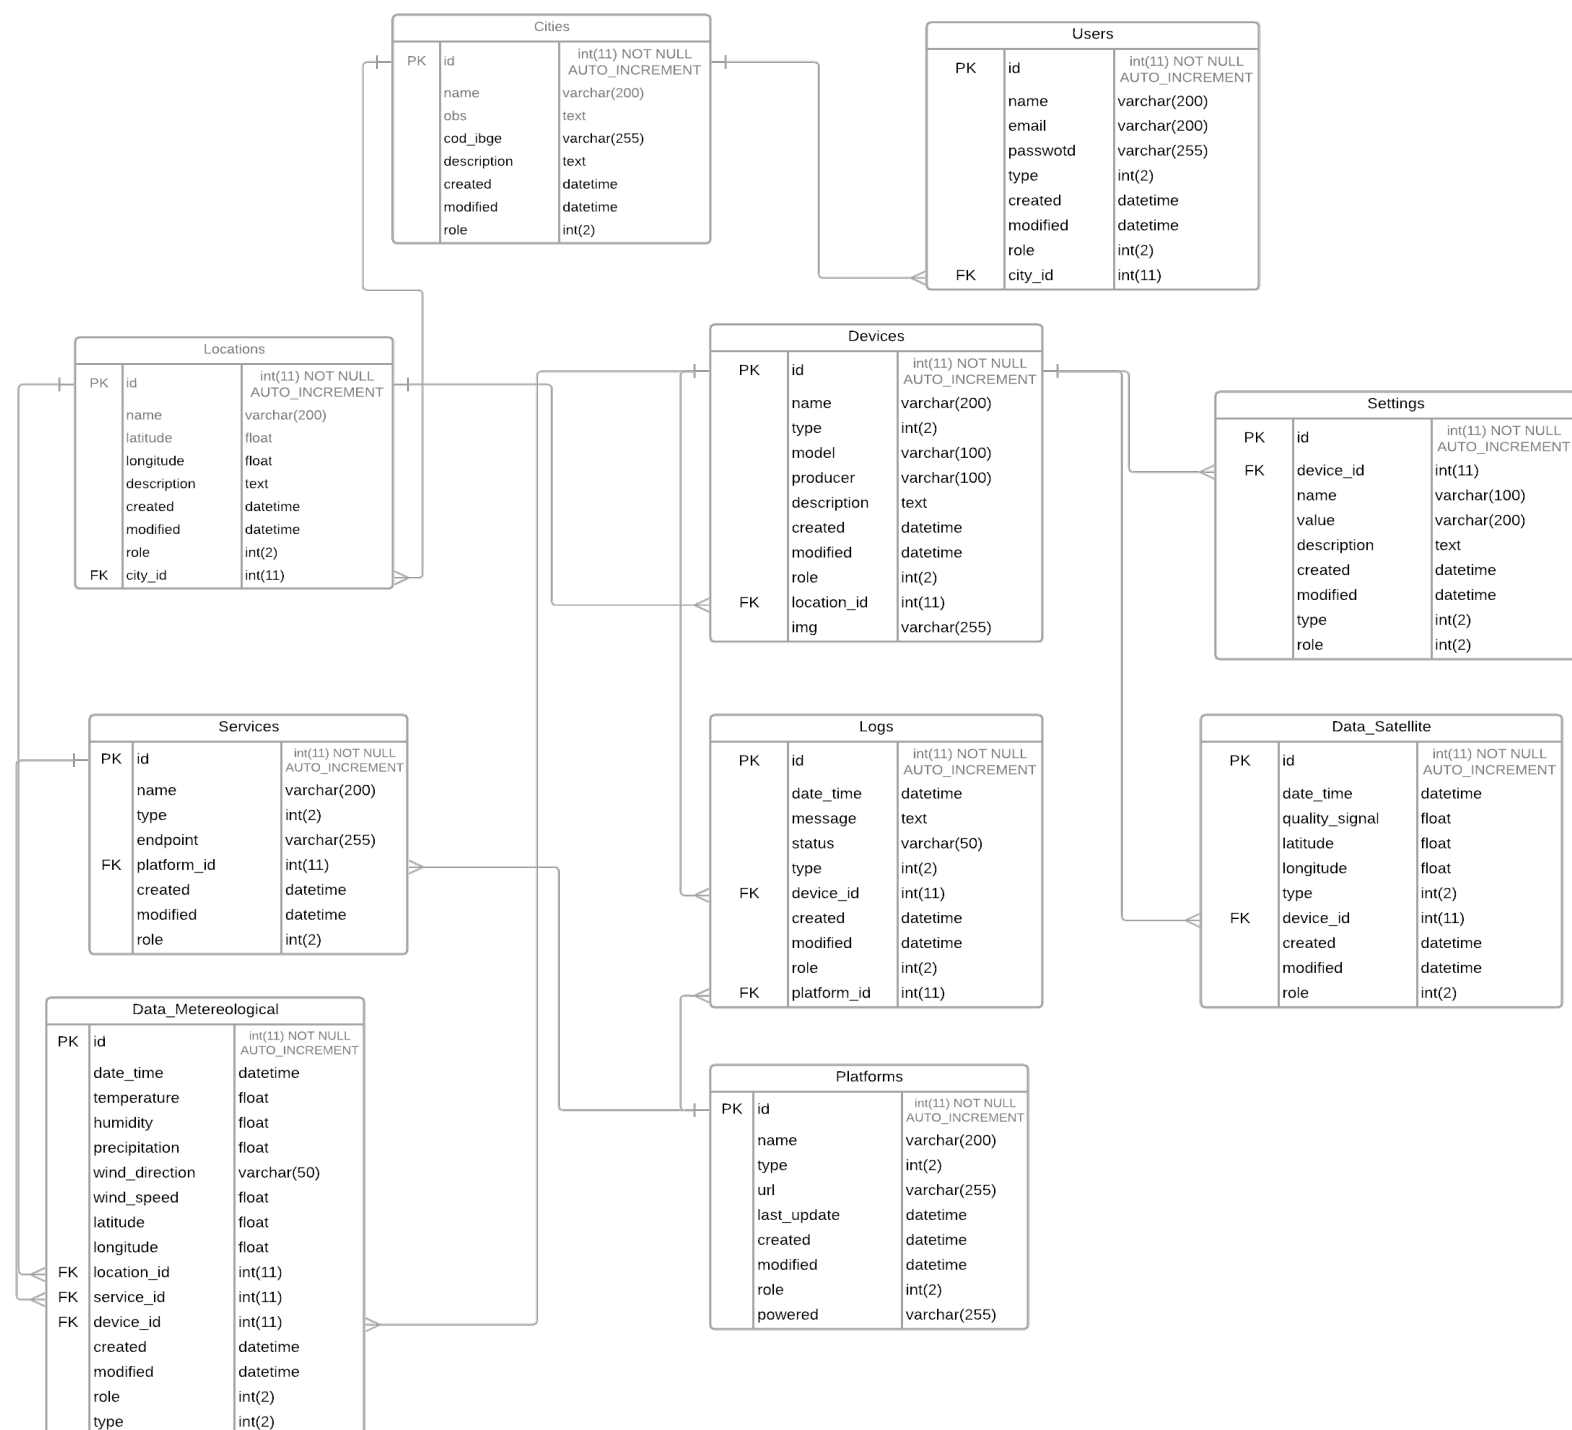 Cities
PK id int(11) NOT NULL AUTO_INCREMENT
name varchar(200)
obs text
cod_ibge varchar(255)
description text
created datetime
modified datetime
role int(2)
Users
PK id int(11) NOT NULL AUTO_INCREMENT
name varchar(200)
email varchar(200)
passwotd varchar(255)
type int(2)
created datetime
modified datetime
role int(2)
FK city_id int(11)
Locations
PK id int(11) NOT NULL AUTO_INCREMENT
name varchar(200)
latitude float
longitude float
description text
created datetime
modified datetime
role int(2)
FK city_id int(11)
Devices
PK id int(11) NOT NULL AUTO_INCREMENT
name varchar(200)
type int(2)
model varchar(100)
producer varchar(100)
description text
created datetime
modified datetime
role int(2)
FK location_id int(11)
img varchar(255)
Settings
PK id int(11) NOT NULL AUTO_INCREMENT
FK device_id int(11)
name varchar(100)
value varchar(200)
description text
created datetime
modified datetime
type int(2)
role int(2)
Services
PK id int(11) NOT NULL AUTO_INCREMENT
name varchar(200)
type int(2)
endpoint varchar(255)
FK platform_id int(11)
created datetime
modified datetime
role int(2)
Logs
PK id int(11) NOT NULL AUTO_INCREMENT
date_time datetime
message text
status varchar(50)
type int(2)
FK device_id int(11)
created datetime
modified datetime
role int(2)
FK platform_id int(11)
Data_Satellite
PK id int(11) NOT NULL AUTO_INCREMENT
date_time datetime
quality_signal float
latitude float
longitude float
type int(2)
FK device_id int(11)
created datetime
modified datetime
role int(2)
Data_Metereological
PK id int(11) NOT NULL AUTO_INCREMENT
date_time datetime
temperature float
humidity float
precipitation float
wind_direction varchar(50)
wind_speed float
latitude float
longitude float
FK location_id int(11)
FK service_id int(11)
FK device_id int(11)
created datetime
modified datetime
role int(2)
type int(2)
Platforms
PK id int(11) NOT NULL AUTO_INCREMENT
name varchar(200)
type int(2)
url varchar(255)
last_update datetime
created datetime
modified datetime
role int(2)
powered varchar(255)